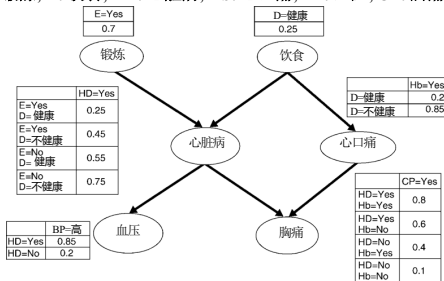 E=Yes
0.7
D=健康
0.25
锻炼
饮食
HD=Yes
E=Yes
D= 健康
0.25
E=Yes
D=不健康
0.45
E=No
D= 健康
0.55
E=No
D=不健康
0.75
Hb=Yes
D=健康 0.2
D=不健康 0.85
心脏病
心口痛
CP=Yes
HD=Yes
Hb=Yes
0.8
HD=Yes
Hb=No
0.6
HD=No
Hb=Yes
0.4
HD=No
Hb=No
0.1
BP=高
HD=Yes 0.85
HD=No 0.2
血压
胸痛